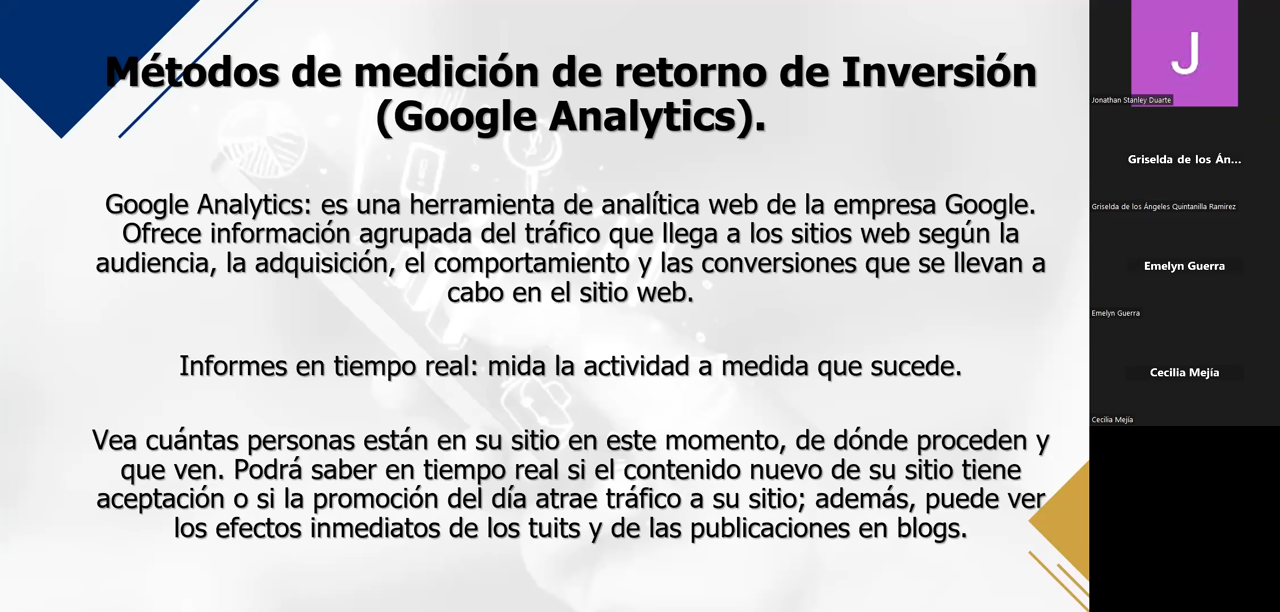 Métodos de medición de retorno de Inversión
(Google Analytics).
Google Analytics: es una herramienta de analítica web de la empresa Google.
Ofrece información agrupada del tráfico que llega a los sitios web según la
audiencia, la adquisición, el comportamiento y las conversiones que se llevan a
cabo en el sitio web.
Informes en tiempo real: mida la actividad a medida que sucede.
Vea cuántas personas están en su sitio en este momento, de dónde proceden y
que ven. Podrá saber en tiempo real si el contenido nuevo de su sitio tiene
aceptación o si la promoción del día atrae tráfico a su sitio; además, puede ver
los efectos inmediatos de los tuits y de las publicaciones en blogs.
J
Jonathan Stanley Duarte
Griselda de los Án...
Griselda de los Ángeles Quintanilla Ramirez
Emelyn Guerra
Emelyn Guerra
Cecilia Mejía
Cecilia Mejía